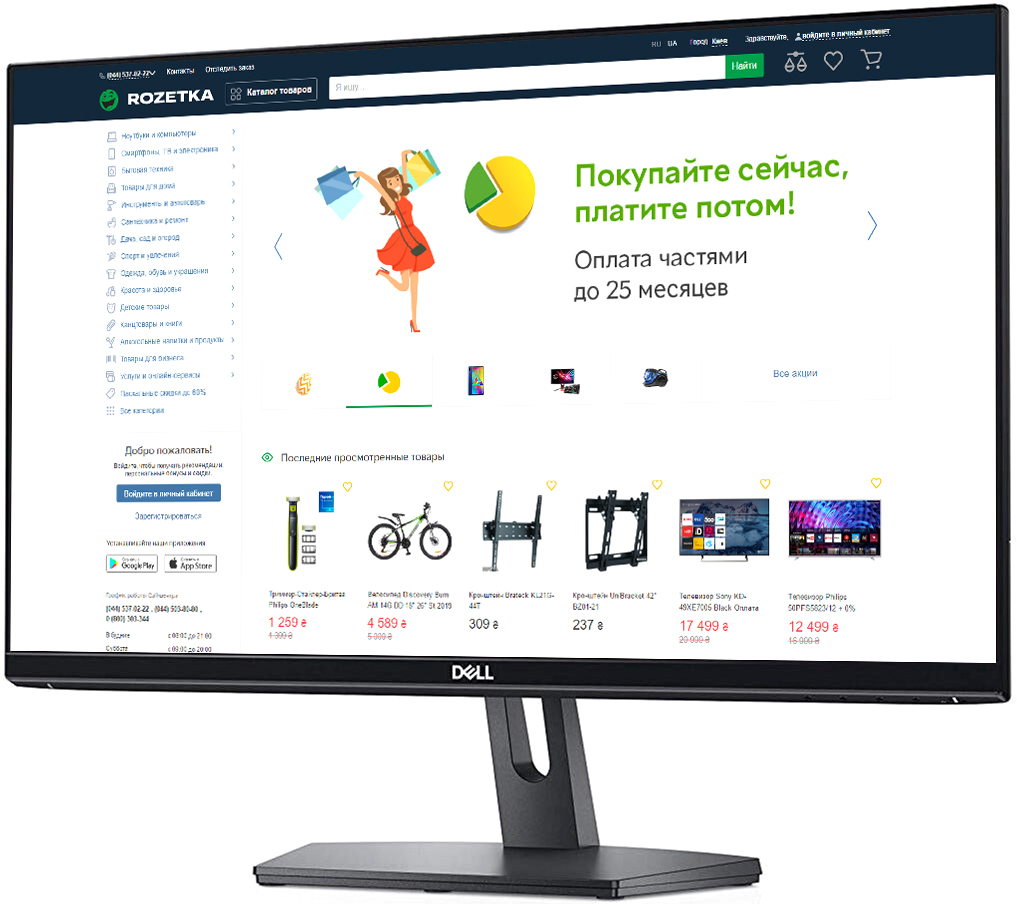 (044) 537-02-22
Контакты
Отследить заказ
RU UA
Город Киев
Здравствуйте, войдите в личный кабинет
ROZETKA
Каталог товаров
Я ищу...
Найти
Ноутбуки и компьютеры
Смартфоны, ТВ и электроника
Бытовая техника
Товары для дома
Инструменты и автотовары
Сантехника и ремонт
Дача, сад и огород
Спорт и увлечения
Одежда, обувь и украшения
Красота и здоровье
Детские товары
Канцтовары и книги
Алкогольные напитки и продукты
Товары для бизнеса
Услуги и онлайн-сервисы
Пасхальные скидки до 60%
Все категории
Покупайте сейчас,
платите потом!
Оплата частями
до 25 месяцев
Все акции
Добро пожаловать!
Войдите, чтобы получать рекомендации,
персональные бонусы и скидки.
Войдите в личный кабинет
Зарегистрироваться
Устанавливайте наши приложения
Google Play
App Store
График работы Call-центра
(044) 537-02-22 , (044) 503-80-80 ,
0 (800) 303-344
В будние с 08:00 до 21:00
Суббота с 09:00 до 20:00
Последние просмотренные товары
Триммер-Стайлер-Бритва
Philips OneBlade
1 259 ₴
1 399 ₴
Велосипед Discovery Bum
AM 14G DD 18" 26" St 2019
4 589 ₴
5 099 ₴
Кронштейн Brateck KL21G-
44T
309 ₴
Кронштейн UniBracket 42"
BZ01-21
237 ₴
Телевизор Sony KD-
49XE7005 Black Оплата
17 499 ₴
20 999 ₴
Телевизор Philips
50PFS5823/12 + 0%
12 499 ₴
16 999 ₴
DELL